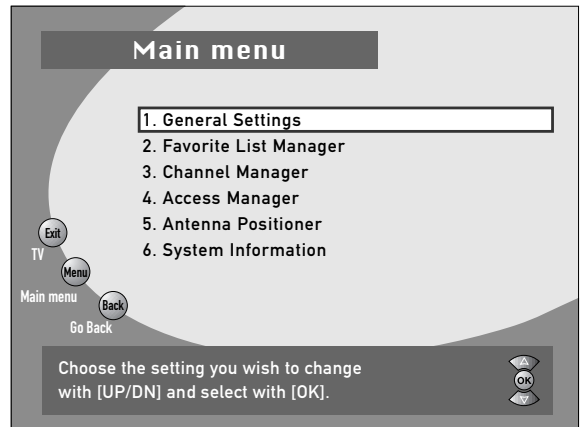 Main menu
1. General Settings
2. Favorite List Manager
3. Channel Manager
4. Access Manager
5. Antenna Positioner
6. System Information
Exit
TV
Menu
Main menu
Back
Go Back
Choose the setting you wish to change
with [UP/DN] and select with [OK].
OK